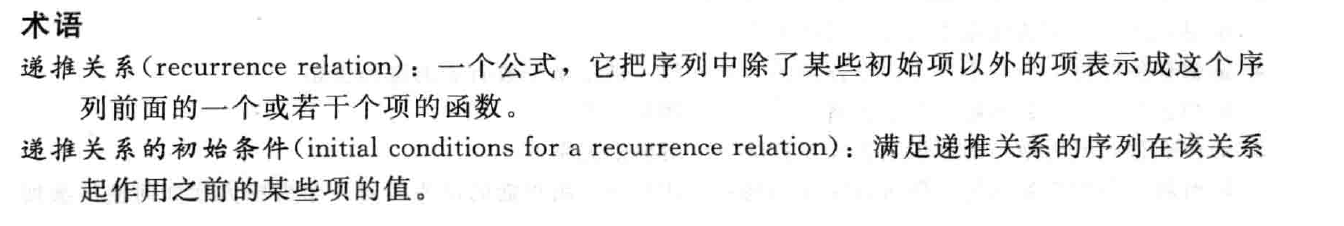 术语
递推关系(recurrence relation)：一个公式，它把序列中除了某些初始项以外的项表示成这个序
列前面的一个或若干个项的函数。
递推关系的初始条件(initial conditions for a recurrence relation)：满足递推关系的序列在该关系
起作用之前的某些项的值。